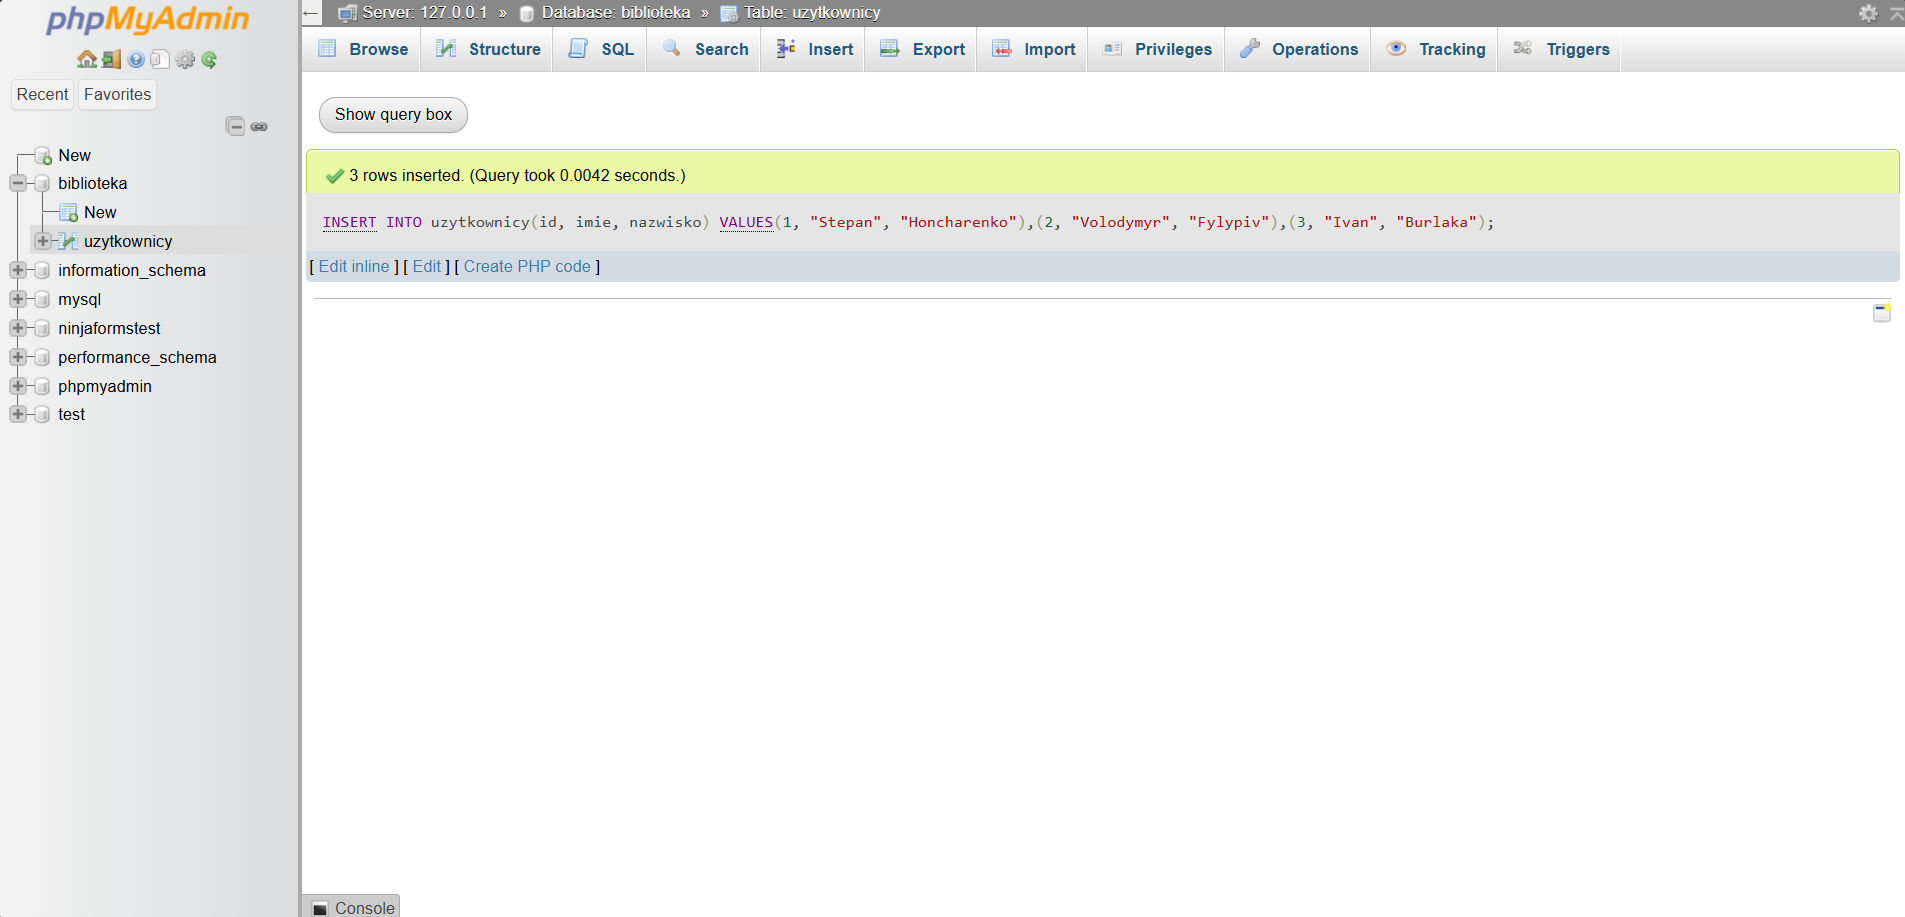 phpMyAdmin
Recent Favorites
New
biblioteka
New
uzytkownicy
information_schema
mysql
ninjaformstest
performance_schema
phpmyadmin
test
← Server: 127.0.0.1 » Database: biblioteka » Table: uzytkownicy
Browse Structure SQL Search Insert Export Import Privileges Operations Tracking Triggers
Show query box
3 rows inserted. (Query took 0.0042 seconds.)
INSERT INTO uzytkownicy(id, imie, nazwisko) VALUES(1, "Stepan", "Honcharenko"),(2, "Volodymyr", "Fylypiv"),(3, "Ivan", "Burlaka");
[ Edit inline ] [ Edit ] [ Create PHP code ]
Console